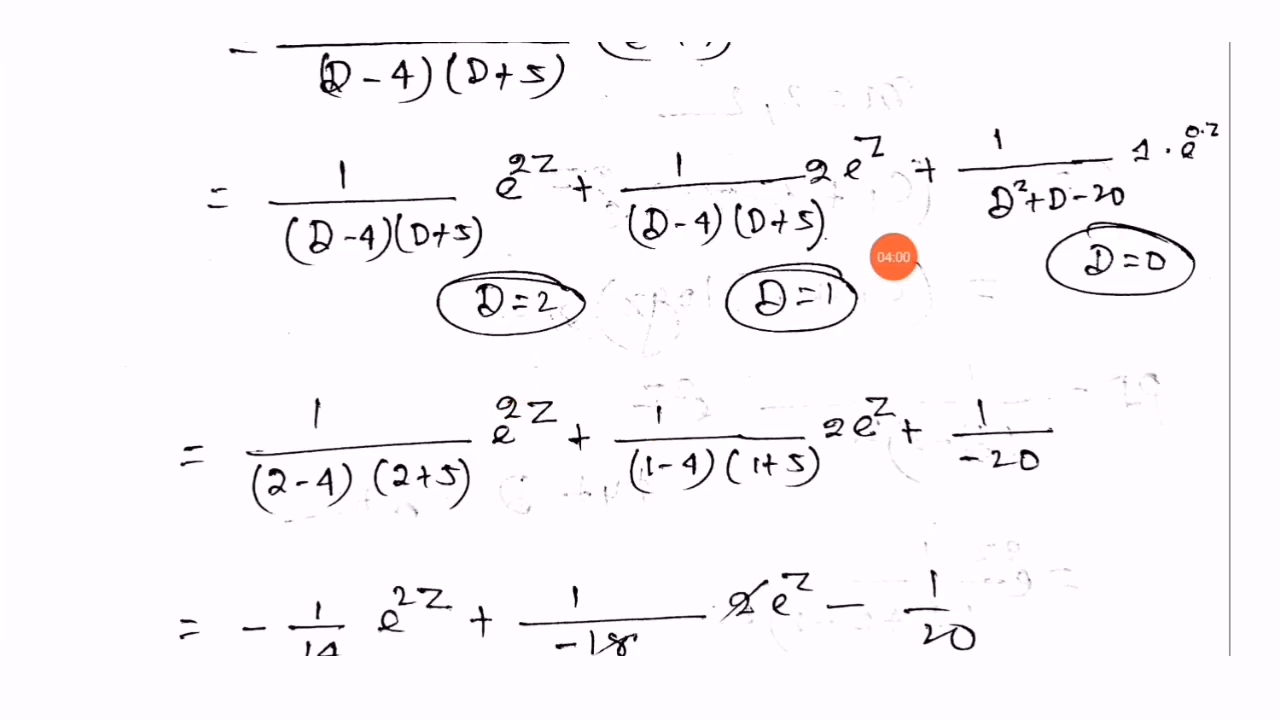 (D-4)(D+5)
= 1/((D-4)(D+5)) e^{2z} + 1/((D-4)(D+5)) 2e^z + 1/(D²+D-20) 1·e^{0.z}
D=2 D=1 D=0
04:00
= 1/((2-4)(2+5)) e^{2z} + 1/((1-4)(1+5)) 2e^z + 1/-20
= - 1/14 e^{2z} + 1/-18 2e^z - 1/20